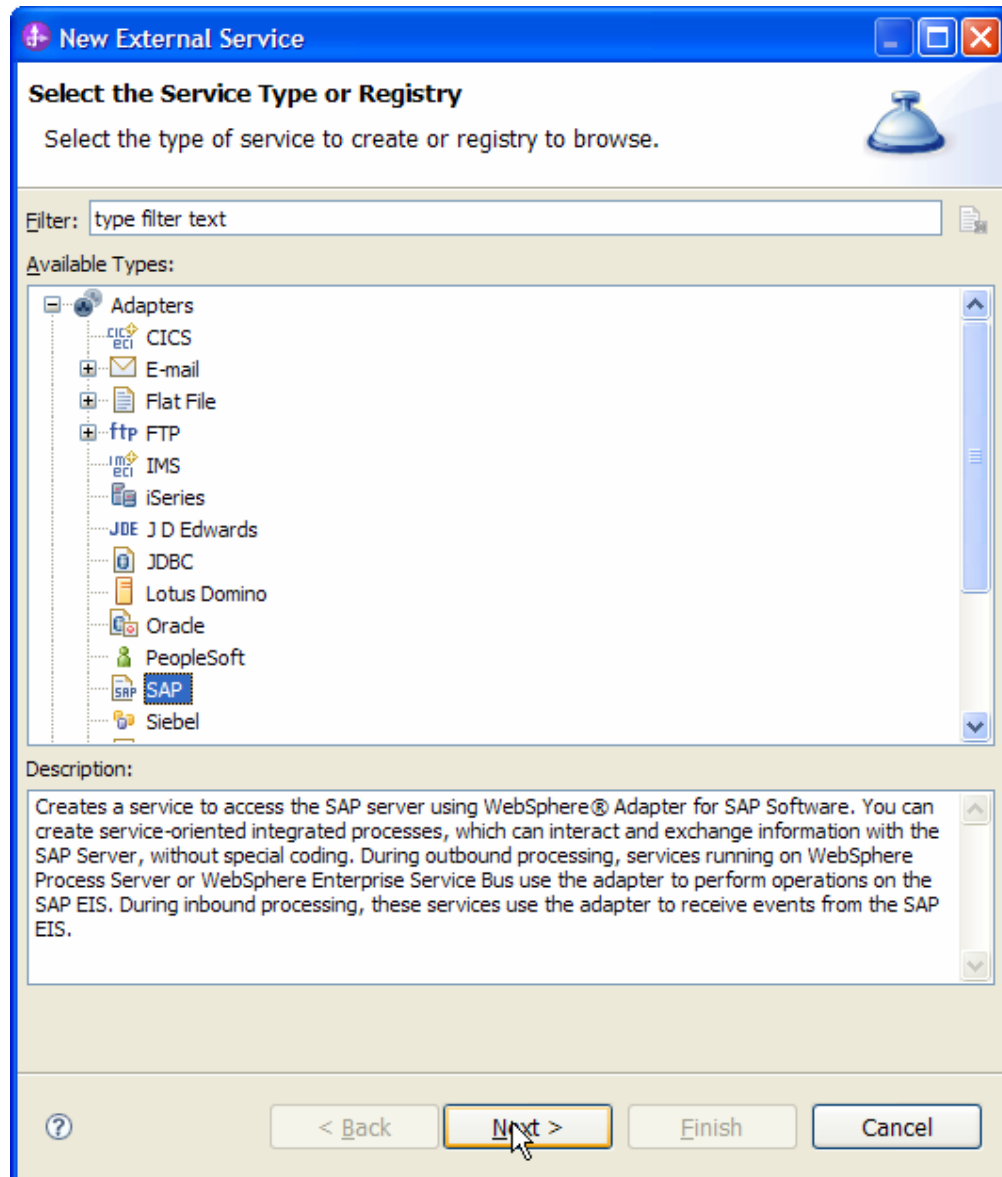 New External Service
Select the Service Type or Registry
Select the type of service to create or registry to browse.
Filter: type filter text
Available Types:
Adapters
CICS ECI CICS
E-mail
Flat File
ftp FTP
IMS ECI IMS
iSeries
JDE J D Edwards
JDBC
Lotus Domino
Oracle
PeopleSoft
SAP SAP
Siebel
Description:
Creates a service to access the SAP server using WebSphere® Adapter for SAP Software. You can
create service-oriented integrated processes, which can interact and exchange information with the
SAP Server, without special coding. During outbound processing, services running on WebSphere
Process Server or WebSphere Enterprise Service Bus use the adapter to perform operations on the
SAP EIS. During inbound processing, these services use the adapter to receive events from the SAP
EIS.
? < Back Next > Finish Cancel